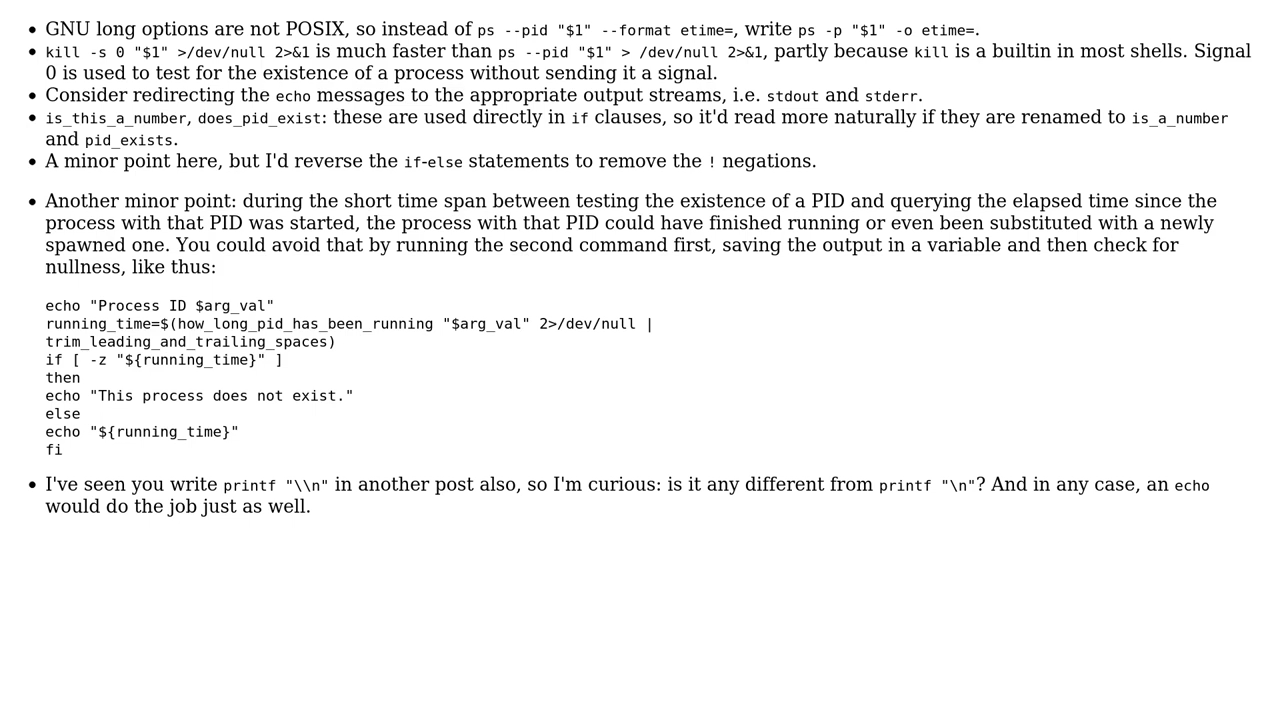 GNU long options are not POSIX, so instead of ps --pid "$1" --format etime=, write ps -p "$1" -o etime=.
kill -s 0 "$1" >/dev/null 2>&1 is much faster than ps --pid "$1" > /dev/null 2>&1, partly because kill is a builtin in most shells. Signal
0 is used to test for the existence of a process without sending it a signal.
Consider redirecting the echo messages to the appropriate output streams, i.e. stdout and stderr.
is_this_a_number, does_pid_exist: these are used directly in if clauses, so it'd read more naturally if they are renamed to is_a_number
and pid_exists.
A minor point here, but I'd reverse the if-else statements to remove the ! negations.
Another minor point: during the short time span between testing the existence of a PID and querying the elapsed time since the
process with that PID was started, the process with that PID could have finished running or even been substituted with a newly
spawned one. You could avoid that by running the second command first, saving the output in a variable and then check for
nullness, like thus:
echo "Process ID $arg_val"
running_time=$(how_long_pid_has_been_running "$arg_val" 2>/dev/null |
trim_leading_and_trailing_spaces)
if [ -z "${running_time}" ]
then
echo "This process does not exist."
else
echo "${running_time}"
fi
I've seen you write printf "\\n" in another post also, so I'm curious: is it any different from printf "\n"? And in any case, an echo
would do the job just as well.